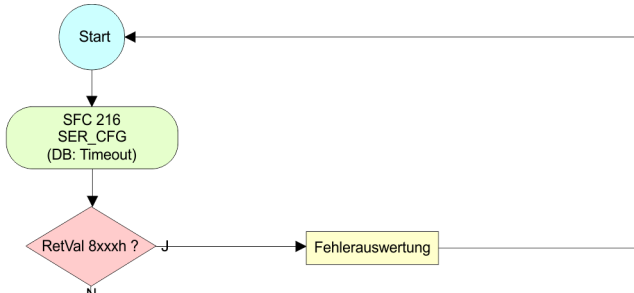 Start
SFC 216
SER_CFG
(DB: Timeout)
RetVal 8xxxh ?
J
Fehlerauswertung
N